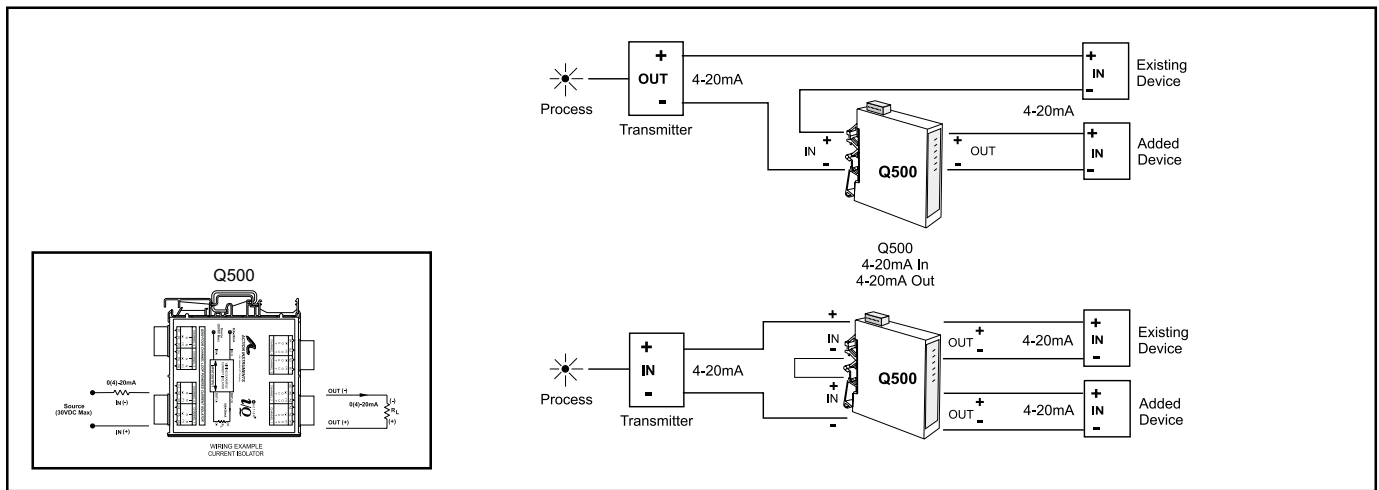 +
OUT
-
4-20mA
Process
Transmitter
+
IN
-
Existing
Device
4-20mA
+
IN
-
+
OUT
-
Q500
+
IN
-
Added
Device
Q500
4-20mA In
4-20mA Out
+
IN
-
4-20mA
Process
Transmitter
+
IN
-
+
IN
-
Q500
OUT
+
-
4-20mA
+
IN
-
Existing
Device
OUT
+
-
4-20mA
+
IN
-
Added
Device
Q500
0(4)-20mA
Source
(30VDC Max)
IN (-)
IN (+)
ACTION INSTRUMENTS
iQ
OUT (-)
0(4)-20mA
(-)
RL
(+)
OUT (+)
WIRING EXAMPLE
CURRENT ISOLATOR